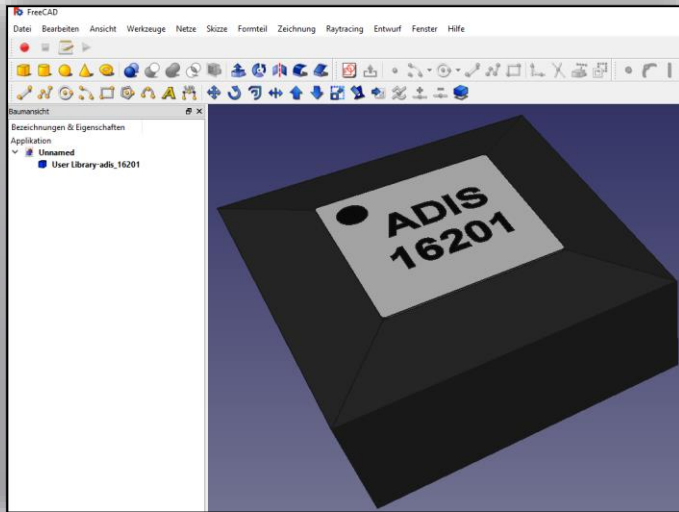 FreeCAD
Datei Bearbeiten Ansicht Werkzeuge Netze Skizze Formteil Zeichnung Raytracing Entwurf Fenster Hilfe
Baumansicht
Bezeichnungen & Eigenschaften
Applikation
Unnamed
User Library-adis_16201
ADIS
16201